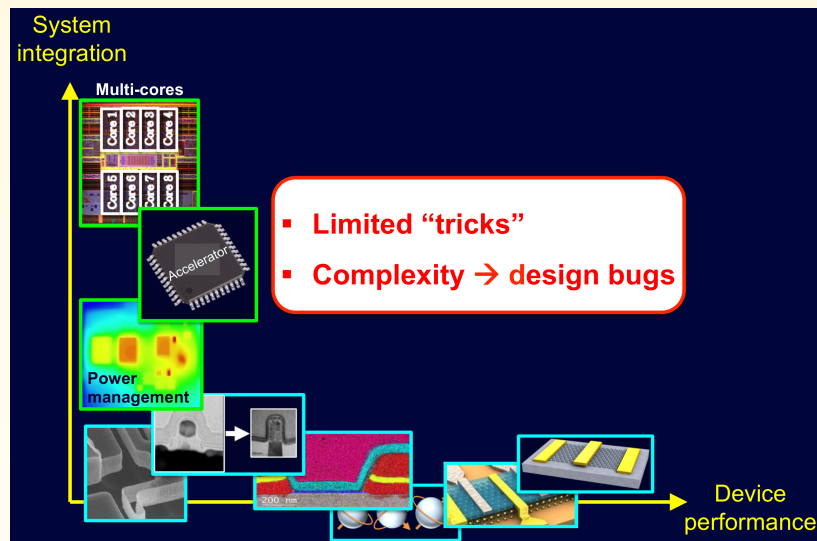 System
integration
Multi-cores
Core 1
Core 2
Core 3
Core 4
Core 5
Core 6
Core 7
Core 8
Accelerator
▪ Limited “tricks”
▪ Complexity → design bugs
Power
management
200 nm
Device
performance